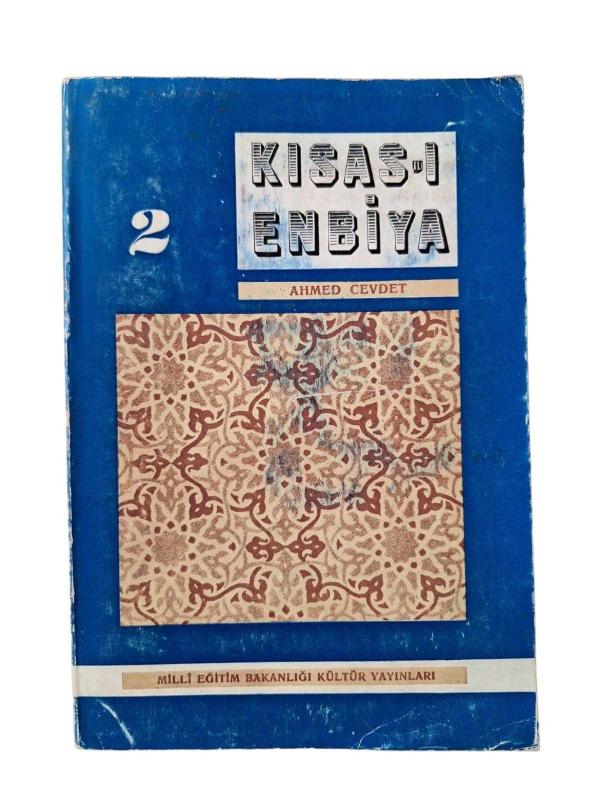 KISAS-I
ENBİYA
2
AHMED CEVDET
MİLLÎ EĞİTİM BAKANLIĞI KÜLTÜR YAYINLARI